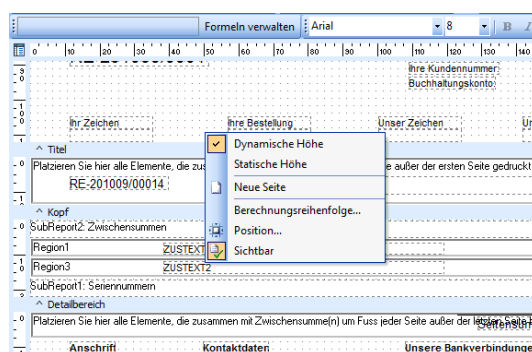 Formeln verwalten Arial 8 B I
0 10 20 30 40 50 60 70 80 90 100 110 120 130 140
RE-201009/00014
Ihre Kundennummer:
Buchhaltungskonto:
Ihr Zeichen Ihre Bestellung Unser Zeichen
^ Titel
Platzieren Sie hier alle Elemente, die zus e außer der ersten Seite gedruckt
RE-201009/00014
Dynamische Höhe
Statische Höhe
Neue Seite
Berechnungsreihenfolge...
Position...
Sichtbar
^ Kopf
SubReport2: Zwischensummen
Region1 ZUSTEXT
Region3 ZUSTEXT2
SubReport1: Seriennummern
^ Detailbereich
Platzieren Sie hier alle Elemente, die zusammen mit Zwischensumme(n) um Fuss jeder Seite außer der letzten Seite
Anschrift Kontaktdaten Unsere Bankverbindunge